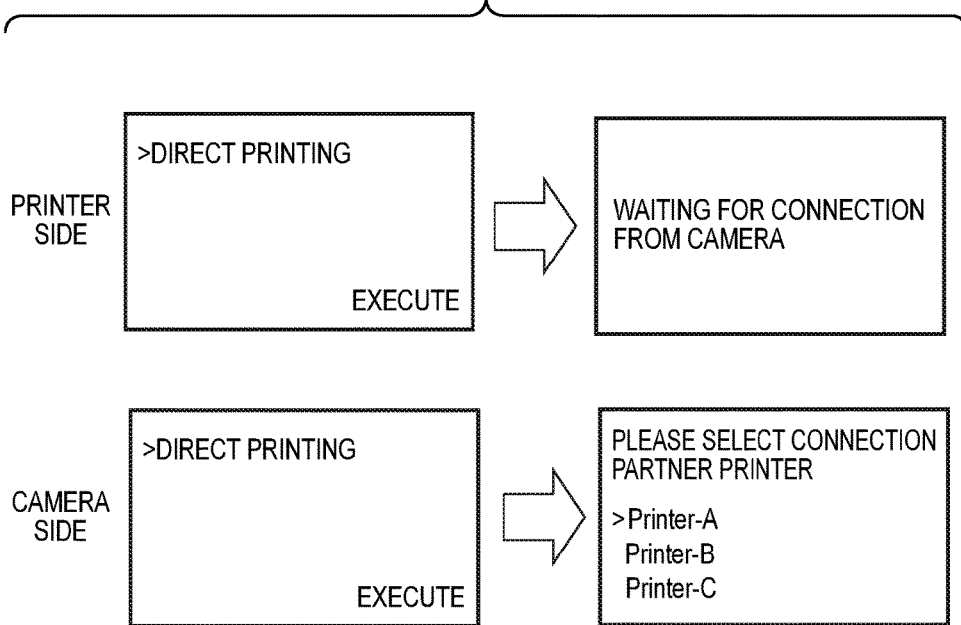 PRINTER
SIDE
>DIRECT PRINTING
EXECUTE
WAITING FOR CONNECTION
FROM CAMERA
CAMERA
SIDE
>DIRECT PRINTING
EXECUTE
PLEASE SELECT CONNECTION
PARTNER PRINTER
>Printer-A
Printer-B
Printer-C